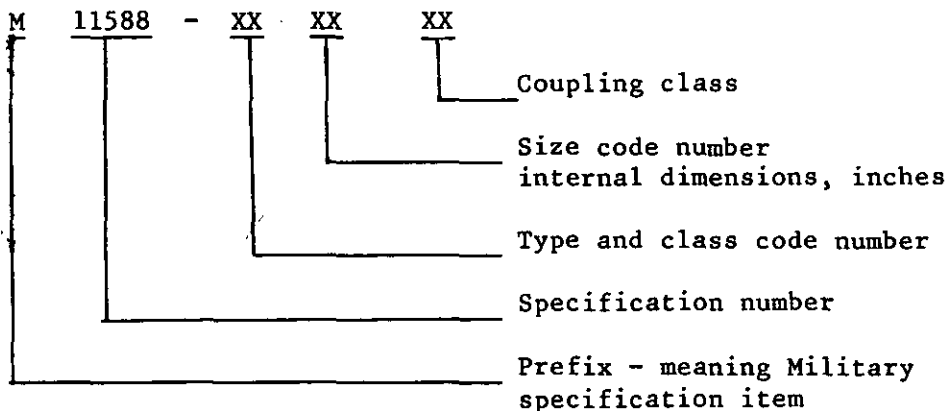 M 11588 - XX XX XX
Coupling class
Size code number
internal dimensions, inches
Type and class code number
Specification number
Prefix - meaning Military
specification item